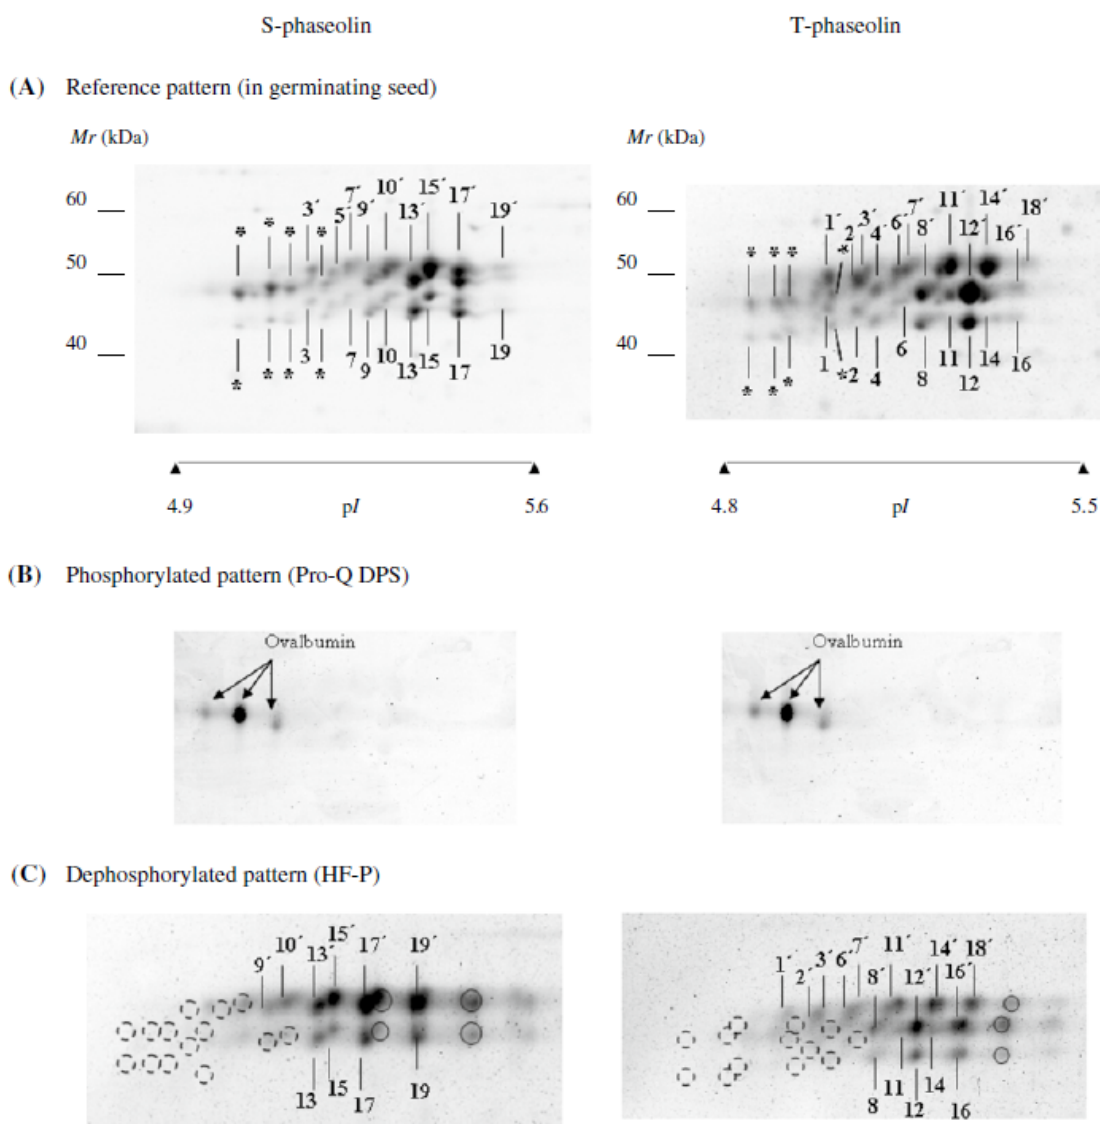 S-phaseolin T-phaseolin
(A) Reference pattern (in germinating seed)
Mr (kDa) Mr (kDa)
60 3´ 5´ 7´ 9´ 10´ 13´ 15´ 17´ 19´
50 * * * *
40 3 7 9 10 13 15 17 19
* * * *
60 1´ 2´ 3´ 4´ 6´ 7´ 8´ 11´ 12´ 14´ 16´ 18´
50 * * * *
40 1 *2 4 6 8 11 12 14 16
* * *
4.9 pI 5.6 4.8 pI 5.5
(B) Phosphorylated pattern (Pro-Q DPS)
Ovalbumin Ovalbumin
(C) Dephosphorylated pattern (HF-P)
9´ 10´ 13´ 15´ 17´ 19´
13 15 17 19
1´ 2´ 3´ 6´ 7´ 8´ 11´ 12´ 14´ 16´ 18´
8 11 12 14 16